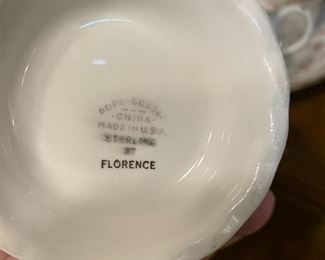 POPE-GOSSER
-CHINA-
MADE IN U.S.A.
STERLING
FLORENCE